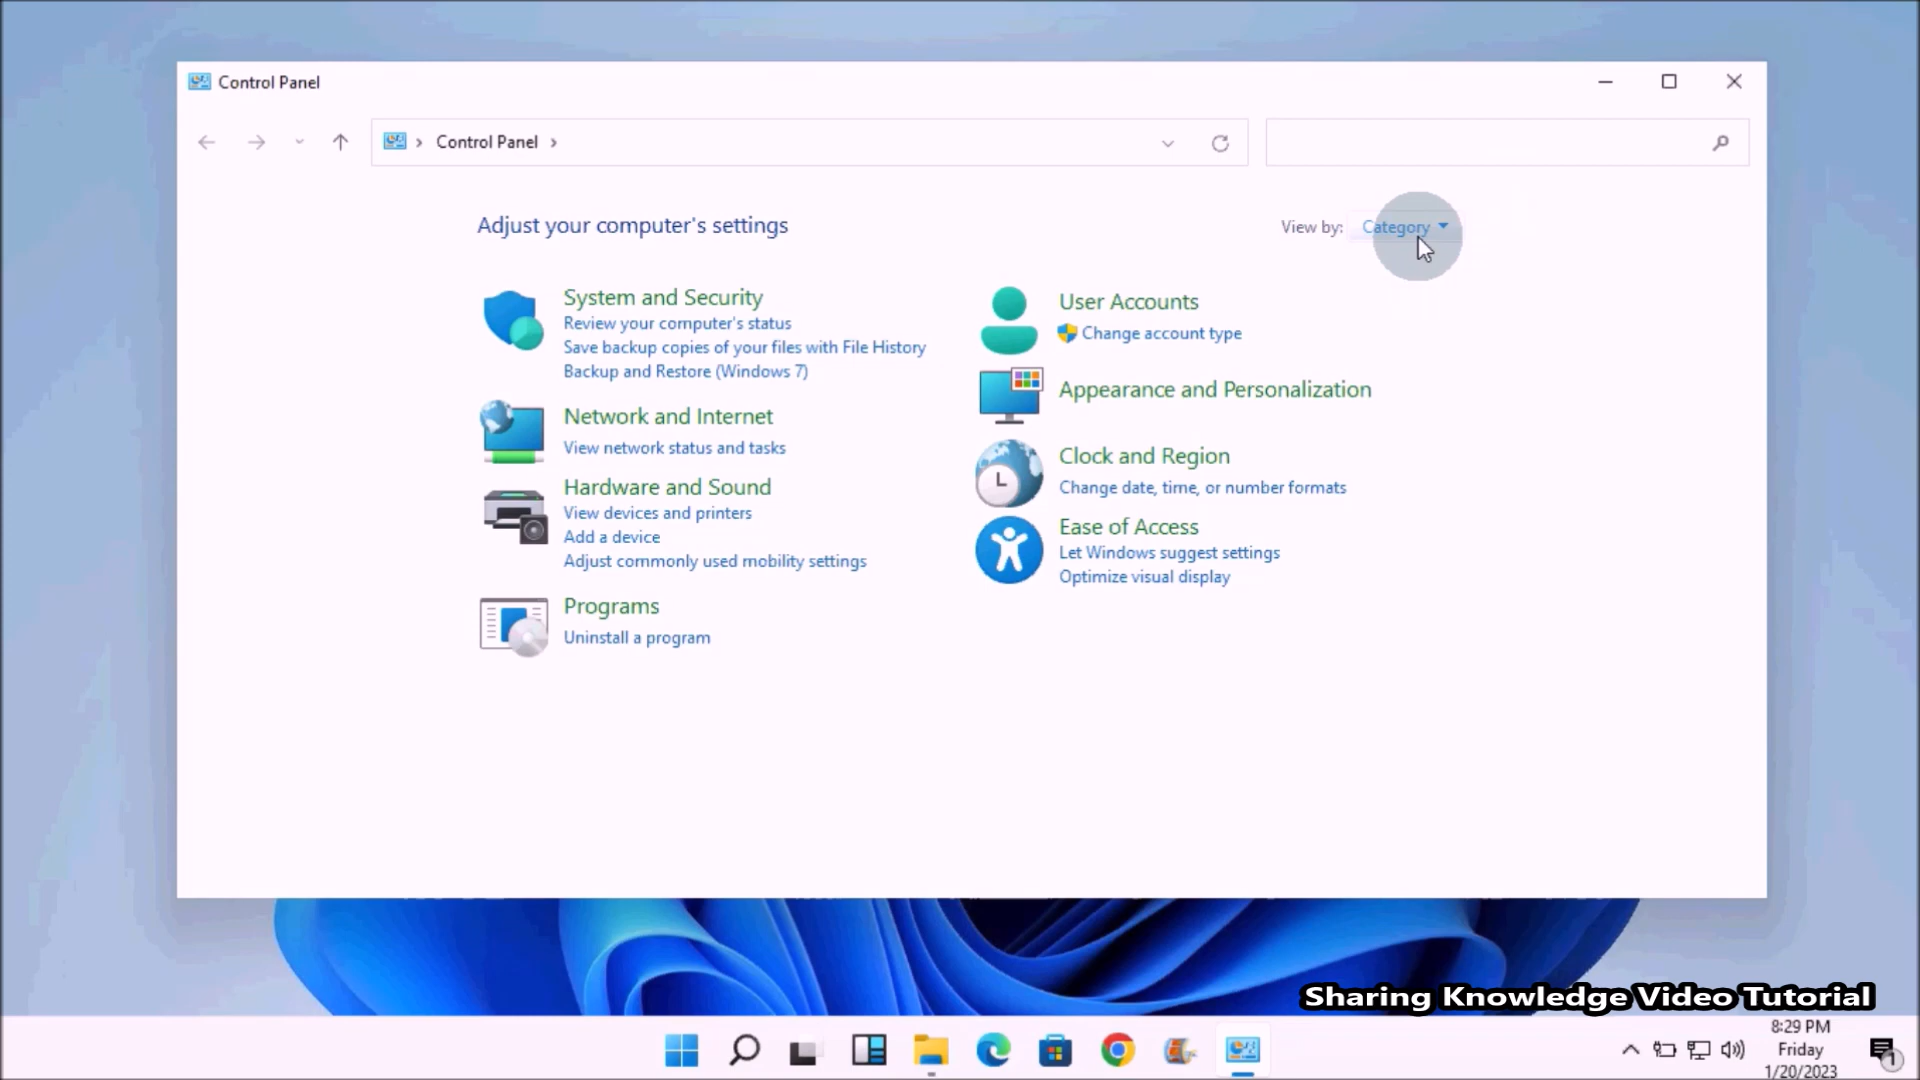 Control Panel
Control Panel
Adjust your computer's settings
View by: Category
System and Security
Review your computer's status
Save backup copies of your files with File History
Backup and Restore (Windows 7)
Network and Internet
View network status and tasks
Hardware and Sound
View devices and printers
Add a device
Adjust commonly used mobility settings
Programs
Uninstall a program
User Accounts
Change account type
Appearance and Personalization
Clock and Region
Change date, time, or number formats
Ease of Access
Let Windows suggest settings
Optimize visual display
Sharing Knowledge Video Tutorial
8:29 PM
Friday
1/20/2023
1